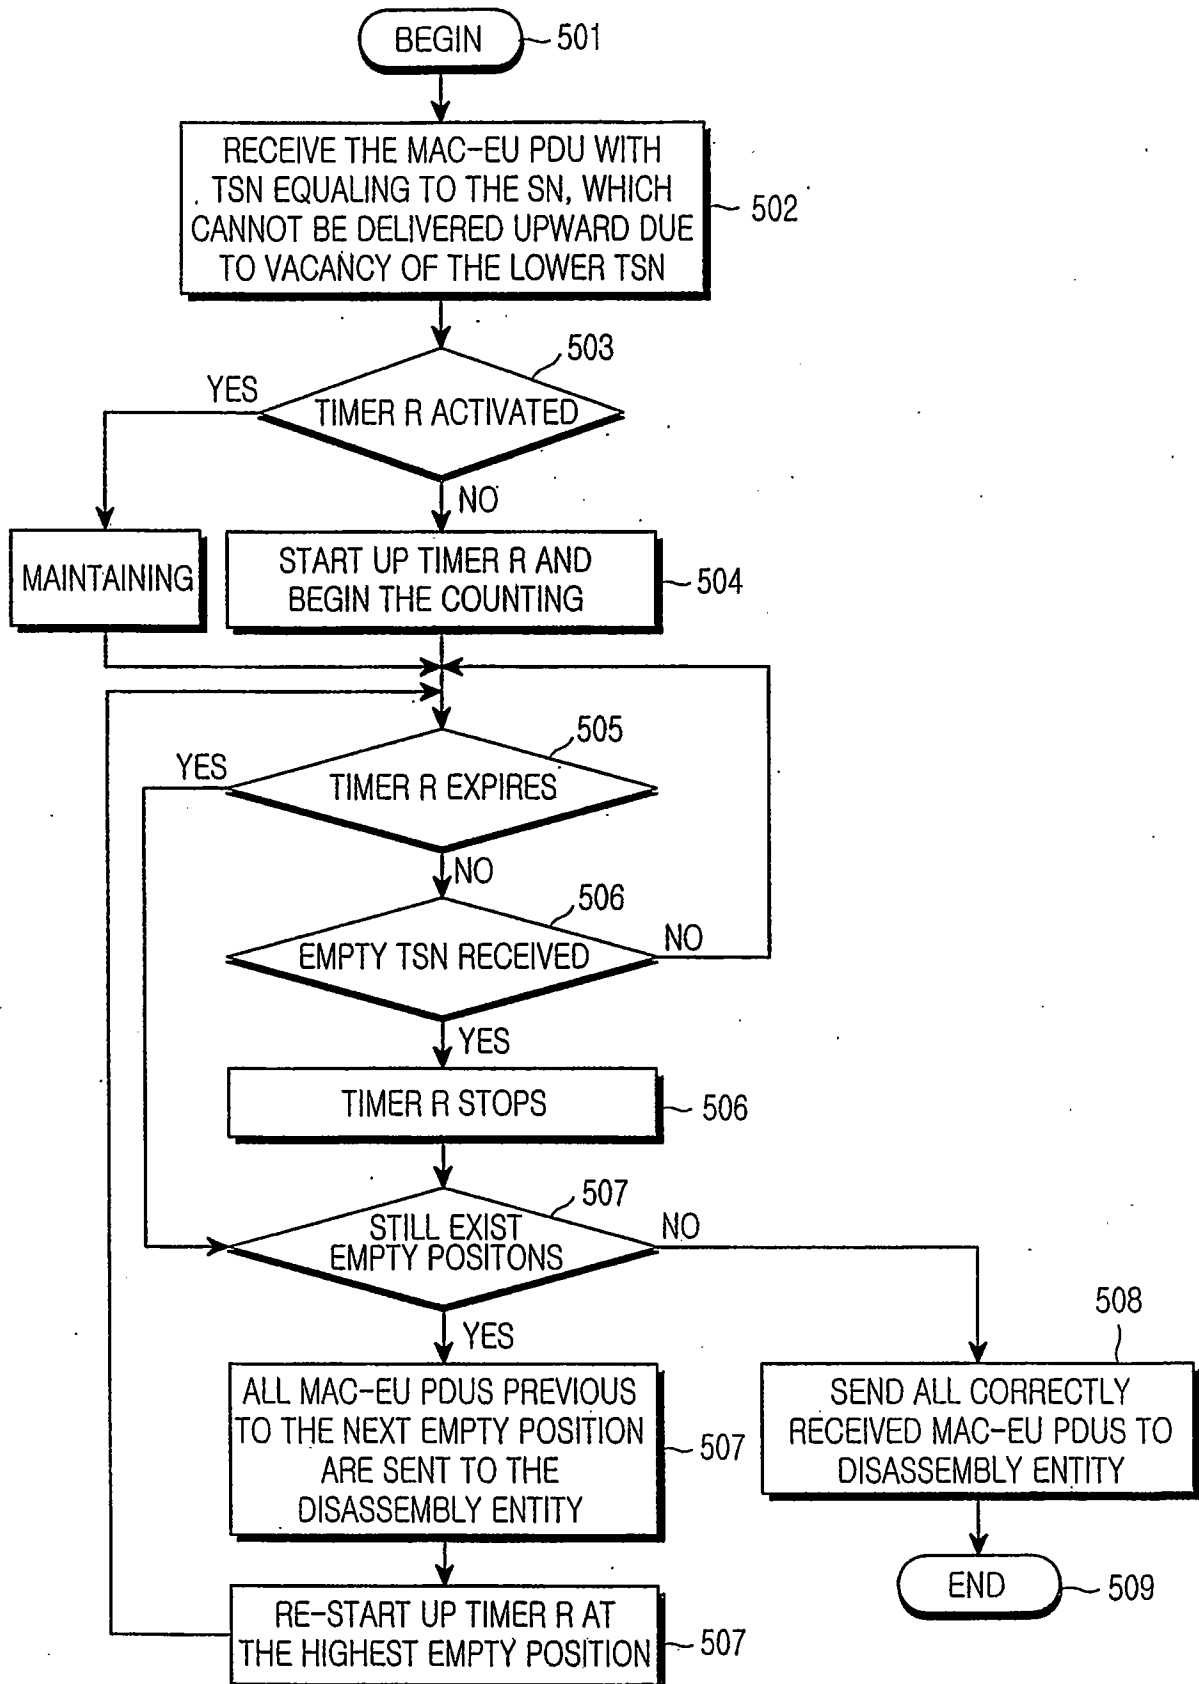 BEGIN
501
RECEIVE THE MAC-EU PDU WITH
TSN EQUALING TO THE SN, WHICH
CANNOT BE DELIVERED UPWARD DUE
TO VACANCY OF THE LOWER TSN
502
503
YES
TIMER R ACTIVATED
NO
MAINTAINING
START UP TIMER R AND
BEGIN THE COUNTING
504
505
YES
TIMER R EXPIRES
NO
506
EMPTY TSN RECEIVED
NO
YES
TIMER R STOPS
506
507
STILL EXIST
EMPTY POSITONS
NO
YES
508
ALL MAC-EU PDUS PREVIOUS
TO THE NEXT EMPTY POSITION
ARE SENT TO THE
DISASSEMBLY ENTITY
507
SEND ALL CORRECTLY
RECEIVED MAC-EU PDUS TO
DISASSEMBLY ENTITY
END
509
RE-START UP TIMER R AT
THE HIGHEST EMPTY POSITION
507